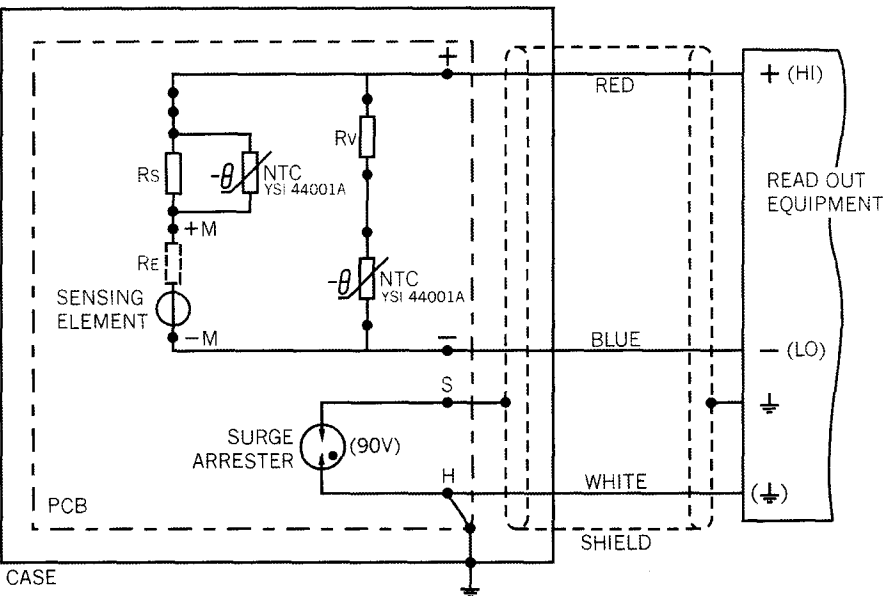 +
RED
+ (HI)
RS
-θ
NTC
YSI 44001A
RV
READ OUT
EQUIPMENT
+M
RE
-θ
NTC
YSI 44001A
SENSING
ELEMENT
−M
−
BLUE
− (LO)
S
SURGE
ARRESTER
(90V)
H
WHITE
PCB
SHIELD
CASE